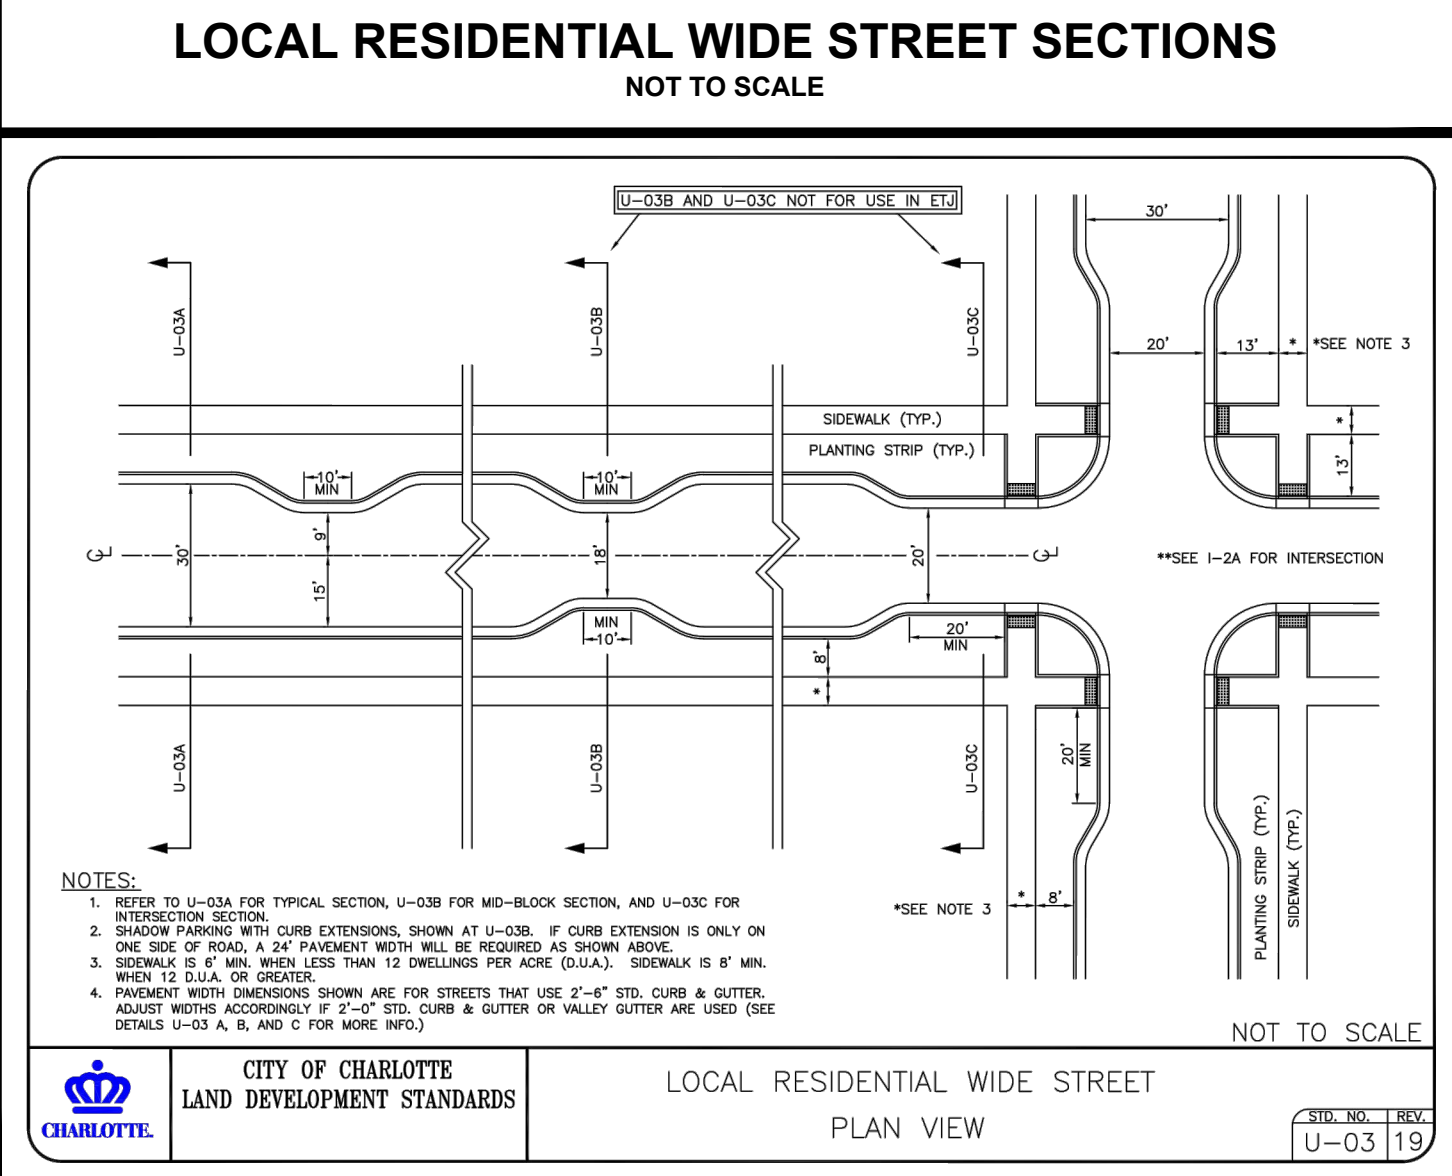 LOCAL RESIDENTIAL WIDE STREET SECTIONS
NOT TO SCALE
U-03B AND U-03C NOT FOR USE IN ETJ
30'
U-03A
U-03B
U-03C
20'
13'
*
*SEE NOTE 3
SIDEWALK (TYP.)
PLANTING STRIP (TYP.)
*
13'
10'
MIN
10'
MIN
30'
9'
15'
18'
20'
**SEE I-2A FOR INTERSECTION
MIN
10'
20'
MIN
8'
*
U-03A
U-03B
U-03C
20'
MIN
*SEE NOTE 3
*
8'
PLANTING STRIP (TYP.)
SIDEWALK (TYP.)
NOTES:
1. REFER TO U-03A FOR TYPICAL SECTION, U-03B FOR MID-BLOCK SECTION, AND U-03C FOR
INTERSECTION SECTION.
2. SHADOW PARKING WITH CURB EXTENSIONS, SHOWN AT U-03B. IF CURB EXTENSION IS ONLY ON
ONE SIDE OF ROAD, A 24' PAVEMENT WIDTH WILL BE REQUIRED AS SHOWN ABOVE.
3. SIDEWALK IS 6' MIN. WHEN LESS THAN 12 DWELLINGS PER ACRE (D.U.A.). SIDEWALK IS 8' MIN.
WHEN 12 D.U.A. OR GREATER.
4. PAVEMENT WIDTH DIMENSIONS SHOWN ARE FOR STREETS THAT USE 2'-6" STD. CURB & GUTTER.
ADJUST WIDTHS ACCORDINGLY IF 2'-0" STD. CURB & GUTTER OR VALLEY GUTTER ARE USED (SEE
DETAILS U-03 A, B, AND C FOR MORE INFO.)
NOT TO SCALE
CHARLOTTE.
CITY OF CHARLOTTE
LAND DEVELOPMENT STANDARDS
LOCAL RESIDENTIAL WIDE STREET
PLAN VIEW
STD. NO. REV.
U-03 19